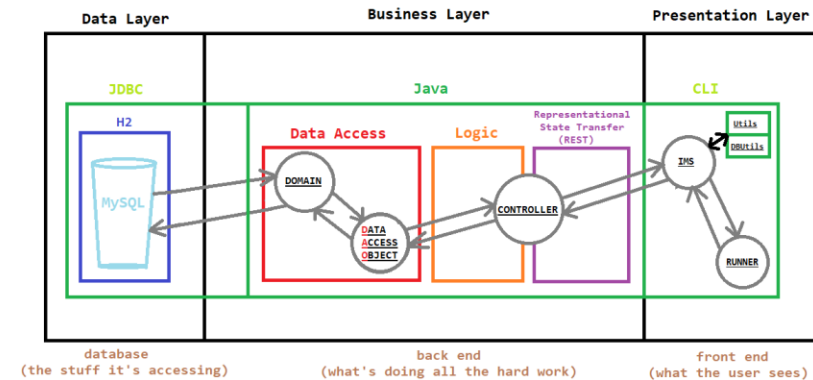 Data Layer
Business Layer
Presentation Layer
JDBC
Java
CLI
H2
MySQL
Data Access
DOMAIN
DATA
ACCESS
OBJECT
Logic
Representational
State Transfer
(REST)
CONTROLLER
Utils
DBUtils
IMS
RUNNER
database
(the stuff it's accessing)
back end
(what's doing all the hard work)
front end
(what the user sees)